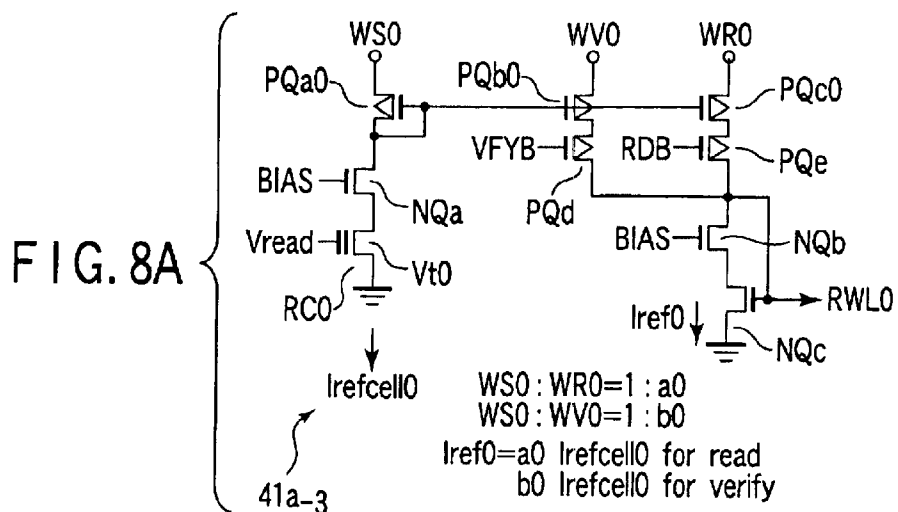 FIG. 8A
WS0
WV0
WR0
PQa0
PQb0
PQc0
VFYB
RDB
PQe
PQd
BIAS
NQa
BIAS
NQb
Vread
Vt0
RC0
Iref0
RWL0
NQc
Irefcell0
41a-3
WS0:WR0=1:a0
WS0:WV0=1:b0
Iref0=a0 Irefcell0 for read
b0 Irefcell0 for verify